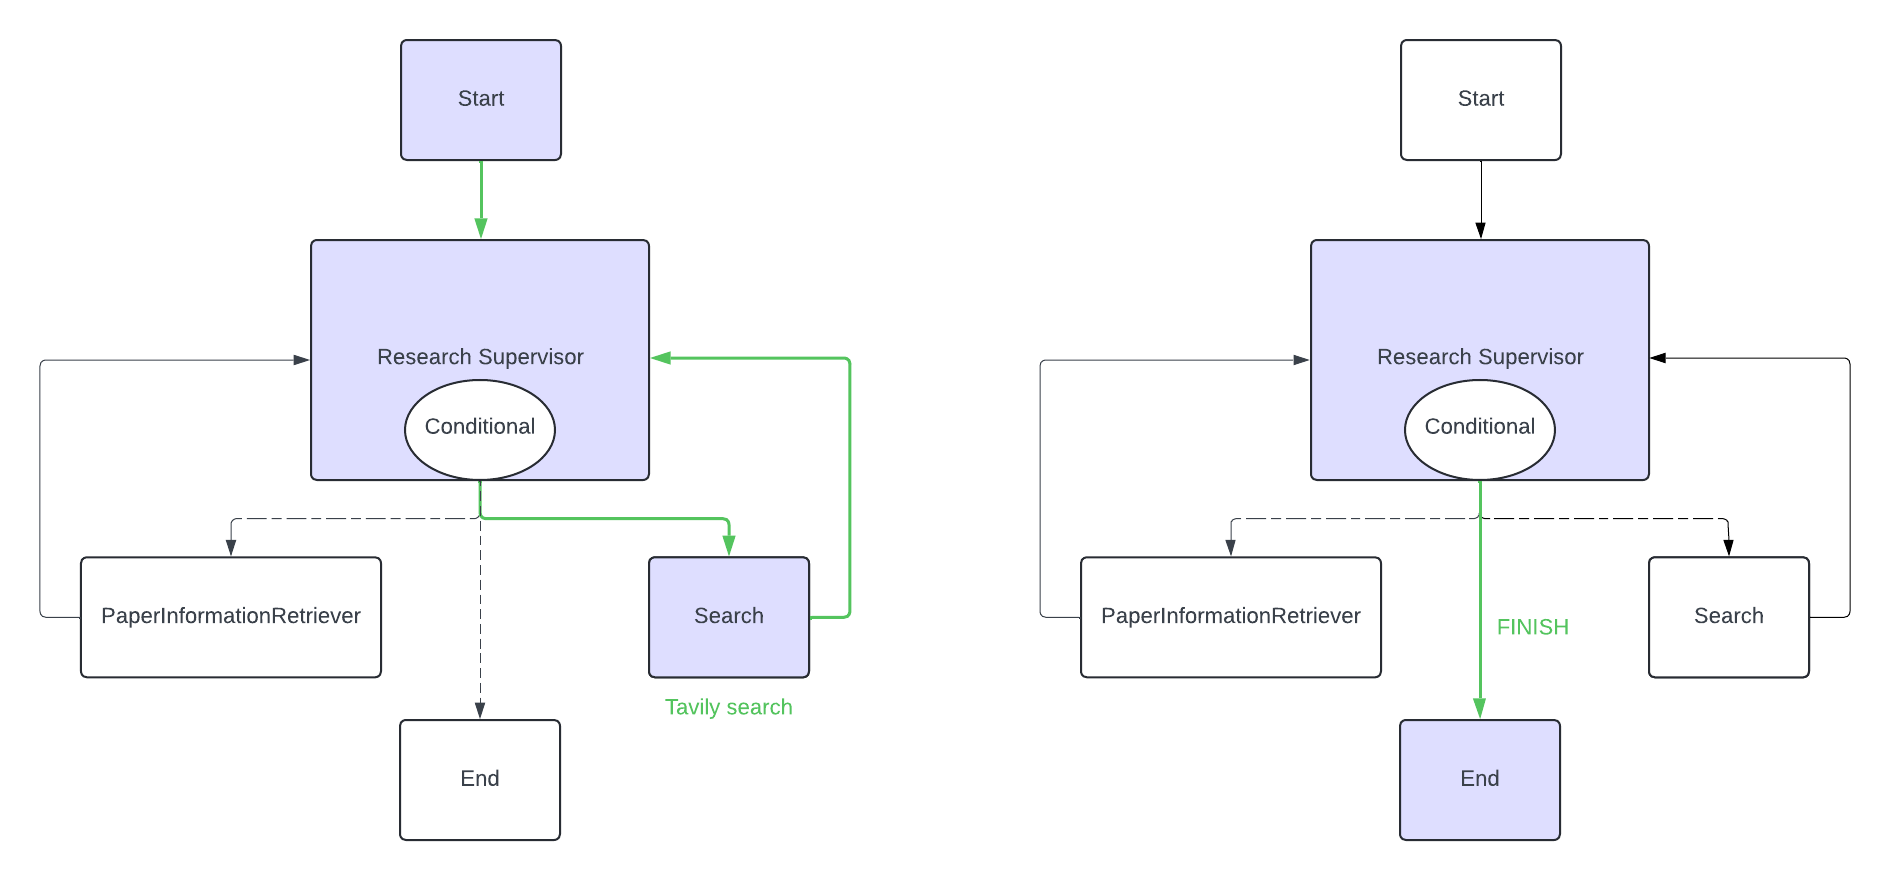 Start
Research Supervisor
Conditional
PaperInformationRetriever
Search
Tavily search
End
Start
Research Supervisor
Conditional
PaperInformationRetriever
FINISH
Search
End